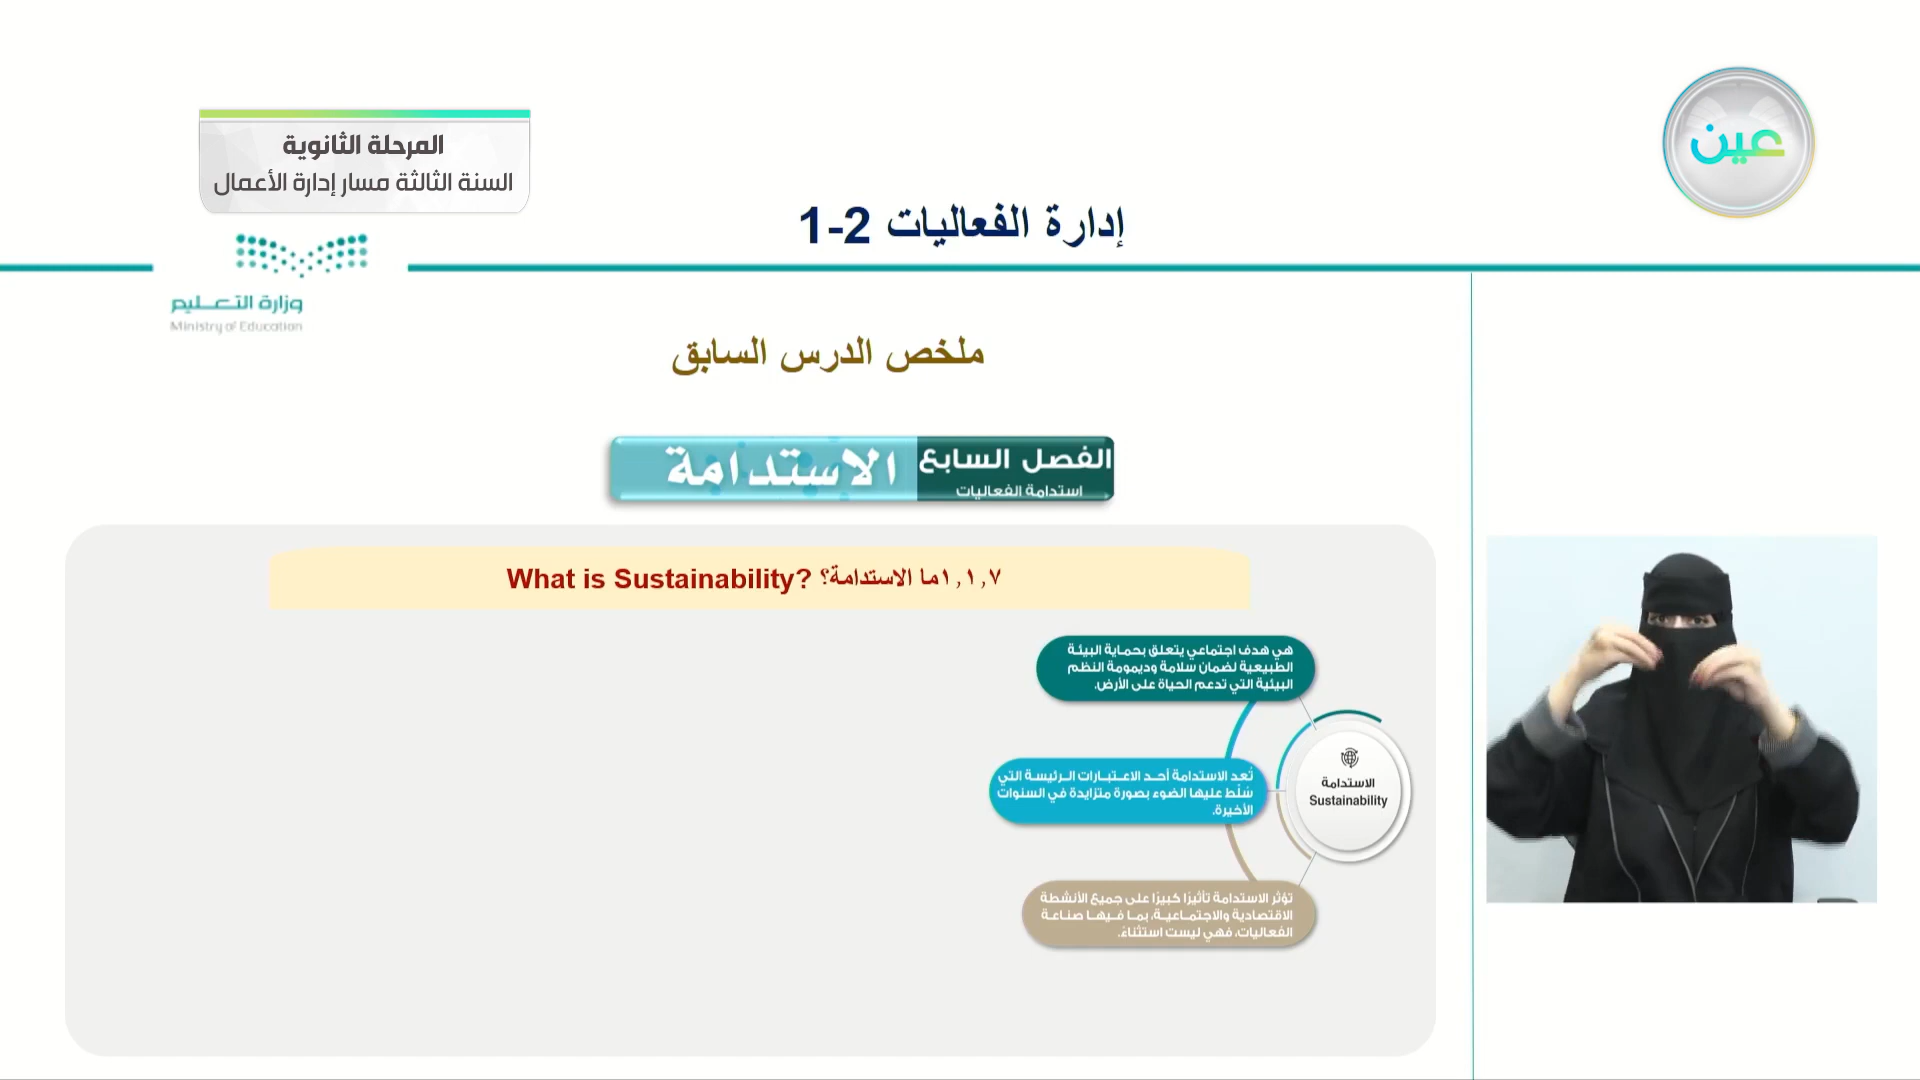 المرحلة الثانوية
السنة الثالثة مسار إدارة الأعمال
عين
إدارة الفعاليات 2-1
وزارة التعليم
Ministry of Education
ملخص الدرس السابق
الفصل السابع
استدامة الفعاليات
الاستدامة
١,١,٧ما الاستدامة؟ What is Sustainability?
هي هدف اجتماعي يتعلق بحماية البيئة
الطبيعية لضمان سلامة وديمومة النظم
البيئية التي تدعم الحياة على الأرض.
تُعد الاستدامة أحد الاعتبارات الرئيسة التي
سُلّط عليها الضوء بصورة متزايدة في السنوات
الأخيرة.
الاستدامة
Sustainability
تؤثر الاستدامة تأثيرًا كبيرًا على جميع الأنشطة
الاقتصادية والاجتماعية، بما فيها صناعة
الفعاليات، فهي ليست استثناءً.